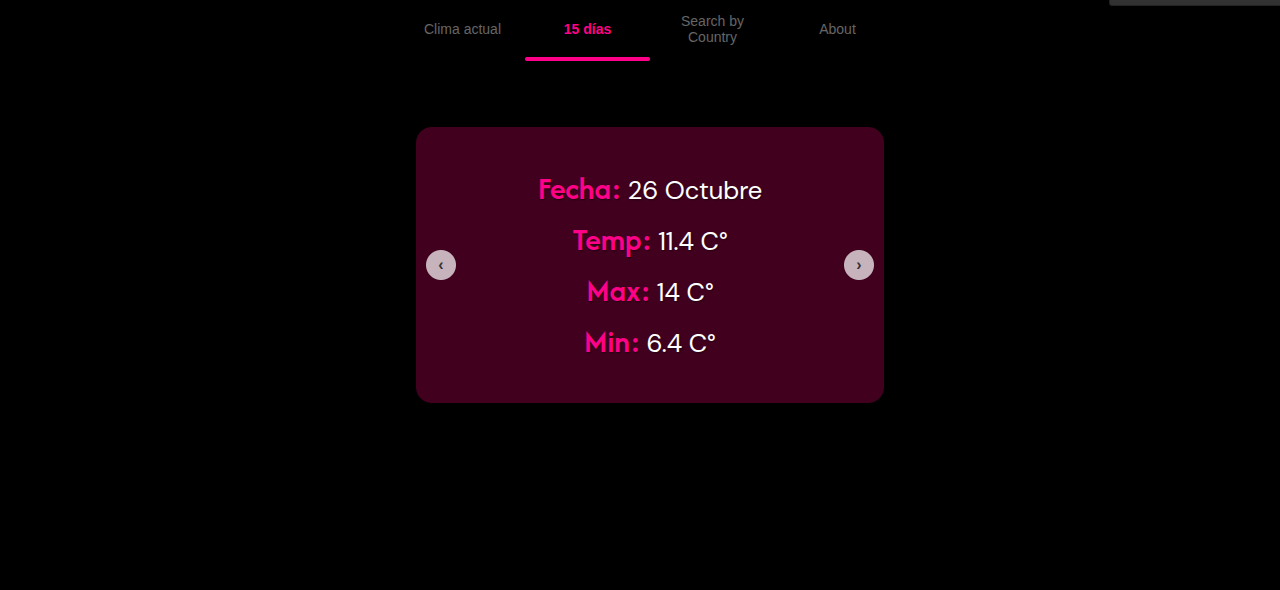 Clima actual
15 días
Search by
Country
About
Fecha: 26 Octubre
Temp: 11.4 C°
‹
›
Max: 14 C°
Min: 6.4 C°